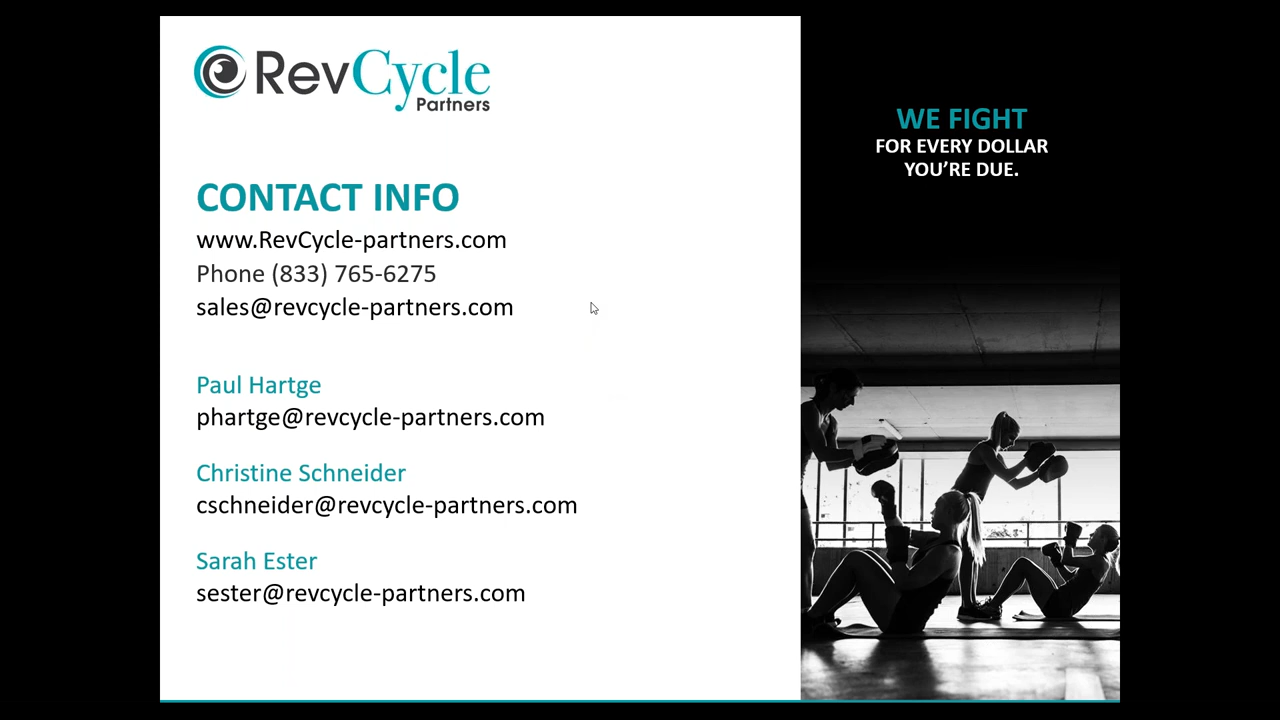 RevCycle
Partners
CONTACT INFO
www.RevCycle-partners.com
Phone (833) 765-6275
sales@revcycle-partners.com
Paul Hartge
phartge@revcycle-partners.com
Christine Schneider
cschneider@revcycle-partners.com
Sarah Ester
sester@revcycle-partners.com
WE FIGHT
FOR EVERY DOLLAR
YOU’RE DUE.